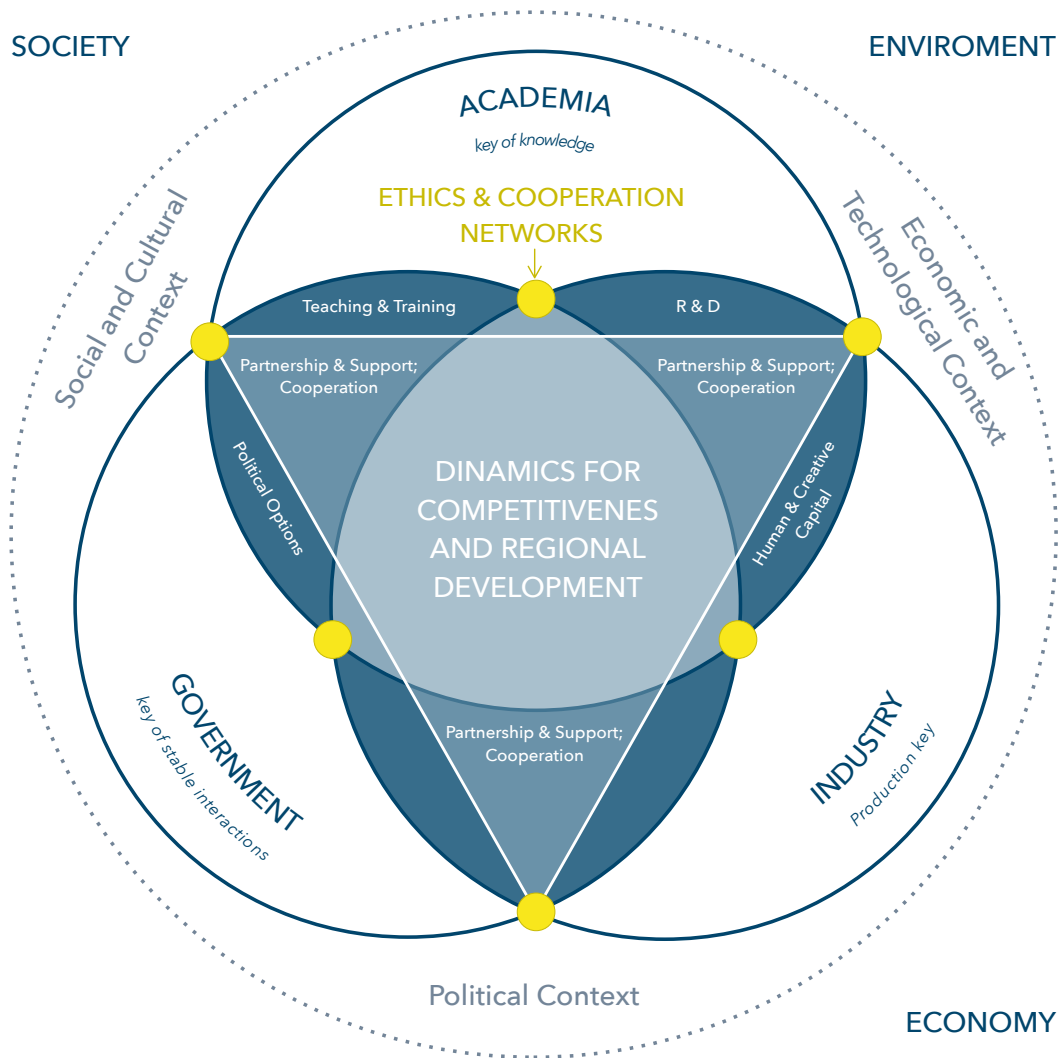 SOCIETY
ENVIROMENT
ACADEMIA
key of knowledge
ETHICS & COOPERATION
NETWORKS
Social and Cultural
Context
Economic and
Technological Context
Teaching & Training
R & D
Partnership & Support;
Cooperation
Partnership & Support;
Cooperation
Political Options
Human & Creative
Capital
DINAMICS FOR
COMPETITIVENES
AND REGIONAL
DEVELOPMENT
GOVERNMENT
key of stable interactions
INDUSTRY
Production key
Partnership & Support;
Cooperation
Political Context
ECONOMY